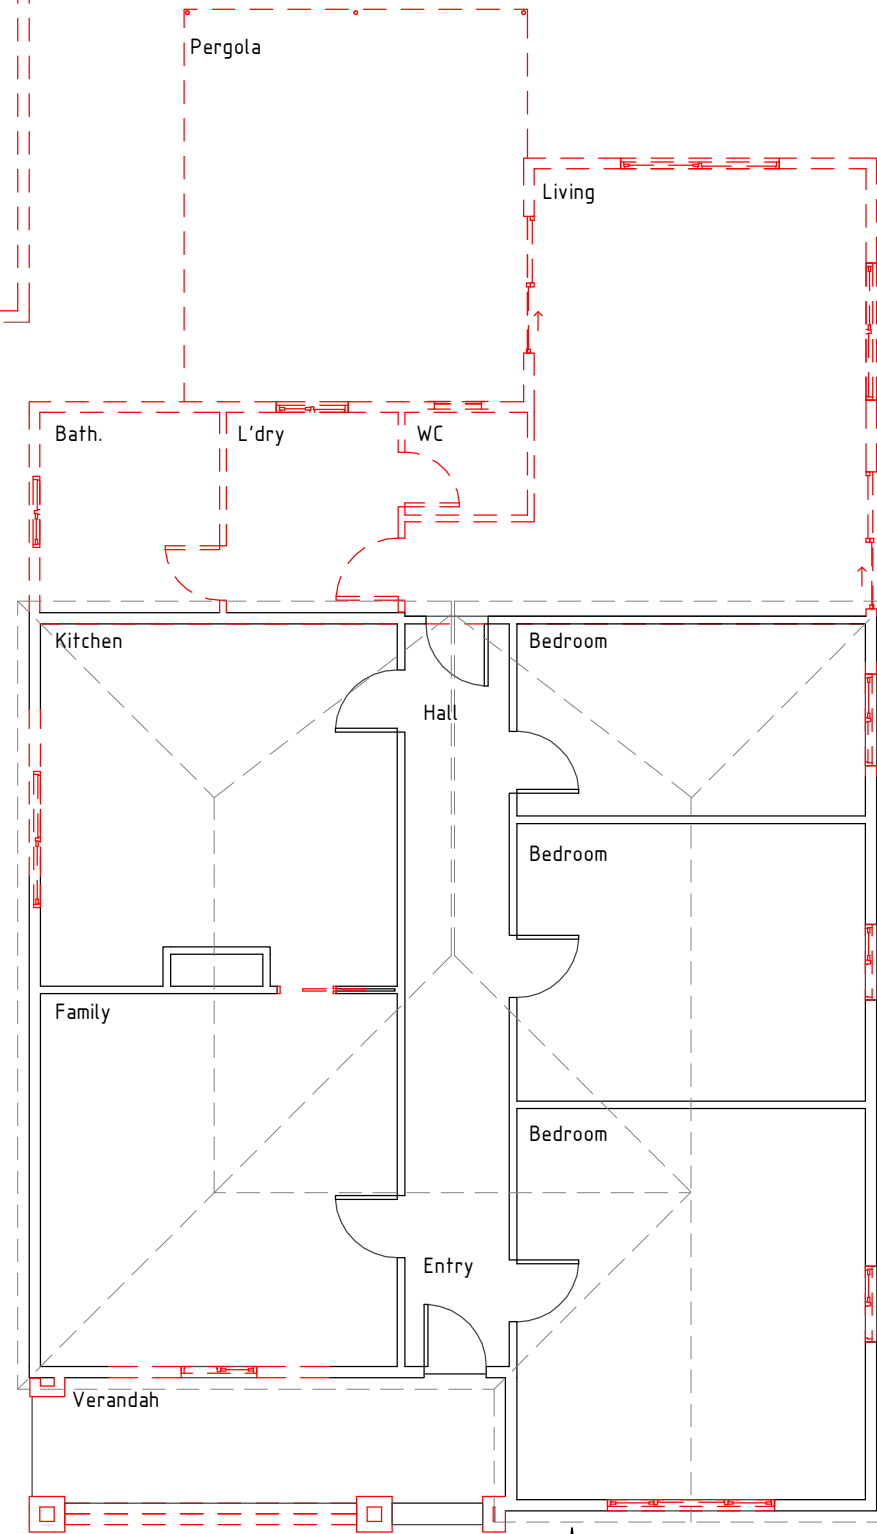 Pergola
Living
Bath.
L'dry
WC
Kitchen
Bedroom
Hall
Bedroom
Family
Bedroom
Entry
Verandah